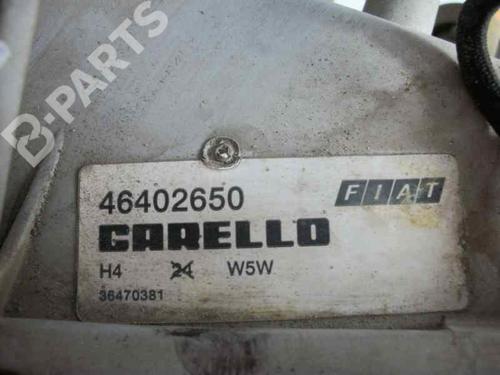 B-PARTS
46402650
FIAT
CARELLO
H4 24 W5W
36470381